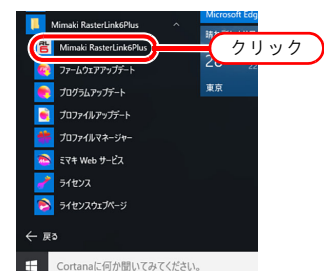 Mimaki RasterLink6Plus
Microsoft Edg
Mimaki RasterLink6Plus
クリック
ファームウェアアップデート
東京
プログラムアップデート
プロファイルアップデート
プロファイルマネージャー
ミマキ Web サービス
ライセンス
ライセンスウェブページ
戻る
Cortanaに何か聞いてみてください。